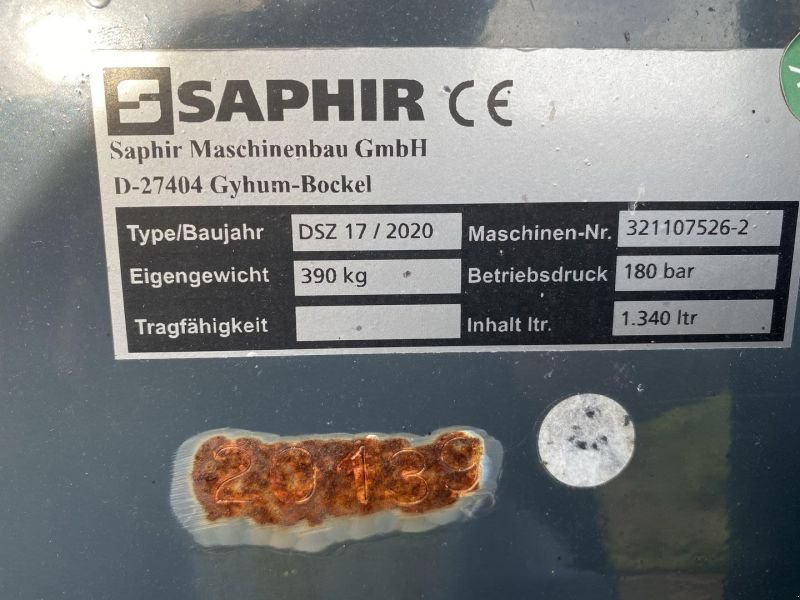 SAPHIR CE
Saphir Maschinenbau GmbH
D-27404 Gyhum-Bockel
Type/Baujahr DSZ 17 / 2020 Maschinen-Nr. 321107526-2
Eigengewicht 390 kg Betriebsdruck 180 bar
Tragfähigkeit Inhalt ltr. 1.340 ltr
20139